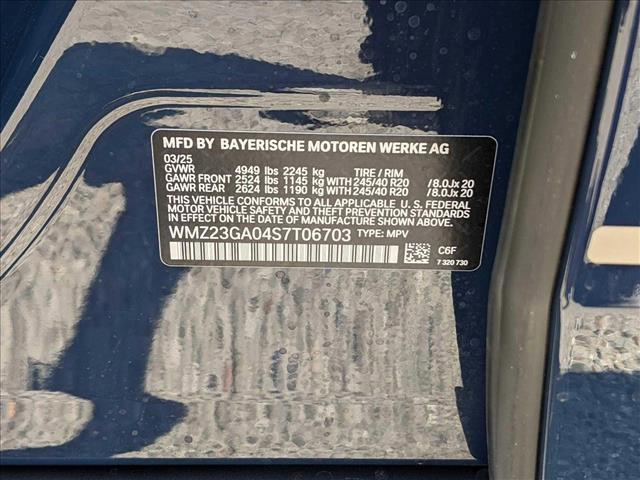 MFD BY BAYERISCHE MOTOREN WERKE AG
03/25
GVWR 4949 lbs 2245 kg TIRE / RIM
GAWR FRONT 2524 lbs 1145 kg WITH 245/40 R20 /8.0Jx 20
GAWR REAR 2624 lbs 1190 kg WITH 245/40 R20 /8.0Jx 20
THIS VEHICLE CONFORMS TO ALL APPLICABLE U. S. FEDERAL
MOTOR VEHICLE SAFETY AND THEFT PREVENTION STANDARDS
IN EFFECT ON THE DATE OF MANUFACTURE SHOWN ABOVE.
WMZ23GA04S7T06703 TYPE: MPV
C6F
7 320 730